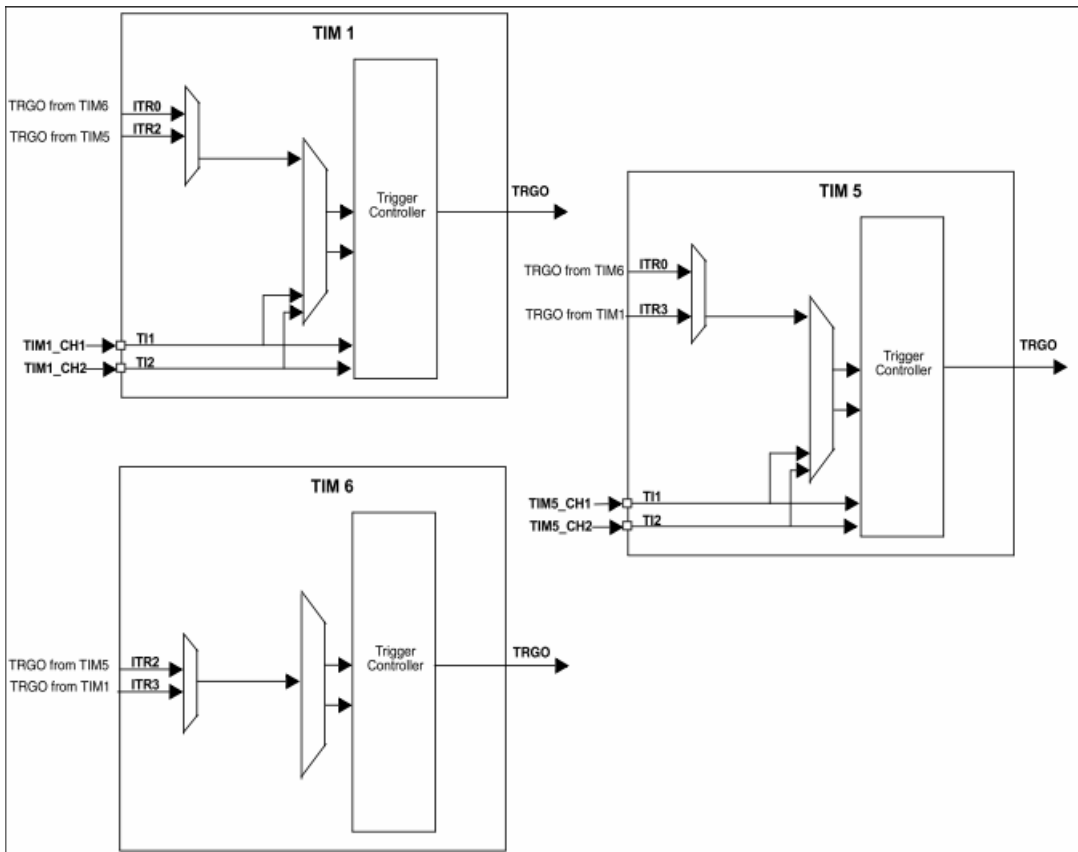 TIM 1
TRGO from TIM6
ITR0
TRGO from TIM5
ITR2
Trigger
Controller
TRGO
TIM1_CH1
TI1
TIM1_CH2
TI2
TIM 5
TRGO from TIM6
ITR0
TRGO from TIM1
ITR3
Trigger
Controller
TRGO
TIM5_CH1
TI1
TIM5_CH2
TI2
TIM 6
TRGO from TIM5
ITR2
TRGO from TIM1
ITR3
Trigger
Controller
TRGO